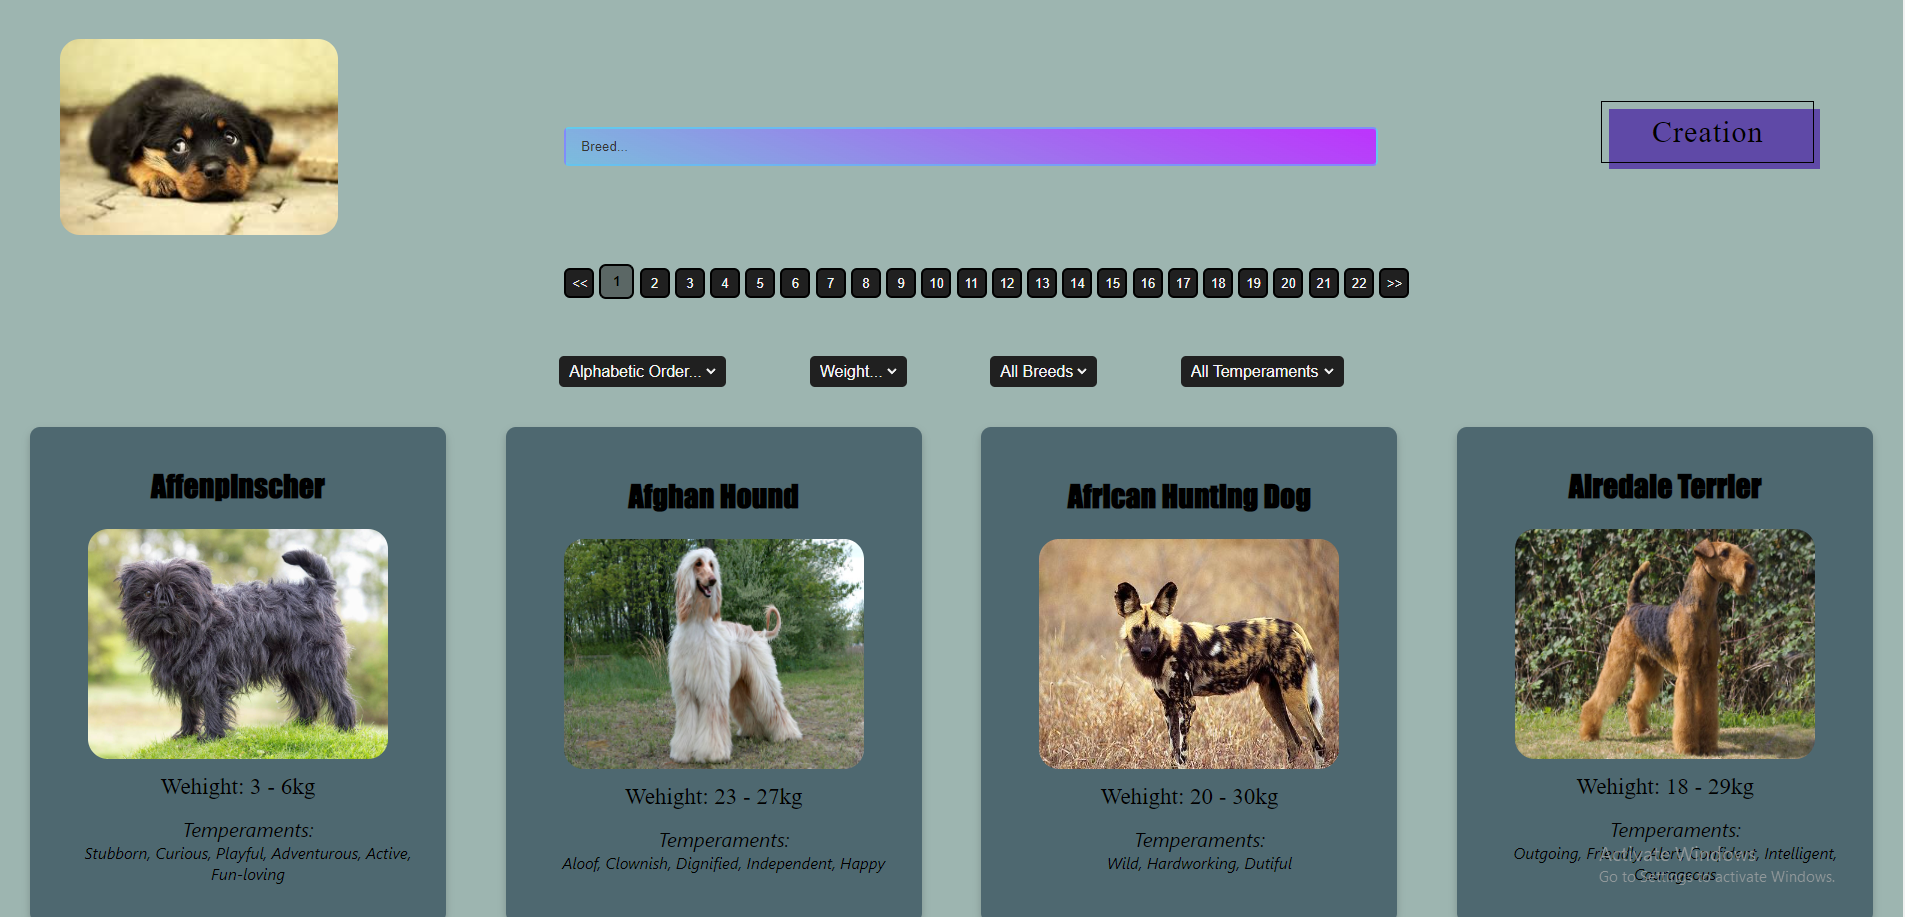 Breed...
Creation
<< 1 2 3 4 5 6 7 8 9 10 11 12 13 14 15 16 17 18 19 20 21 22 >>
Alphabetic Order... Weight... All Breeds All Temperaments
Affenpinscher
Wehight: 3 - 6kg
Temperaments:
Stubborn, Curious, Playful, Adventurous, Active,
Fun-loving
Afghan Hound
Wehight: 23 - 27kg
Temperaments:
Aloof, Clownish, Dignified, Independent, Happy
African Hunting Dog
Wehight: 20 - 30kg
Temperaments:
Wild, Hardworking, Dutiful
Airedale Terrier
Wehight: 18 - 29kg
Temperaments:
Outgoing, Friendly, Alert, Confident, Intelligent,
Courageous
Activate Windows
Go to Settings to activate Windows.